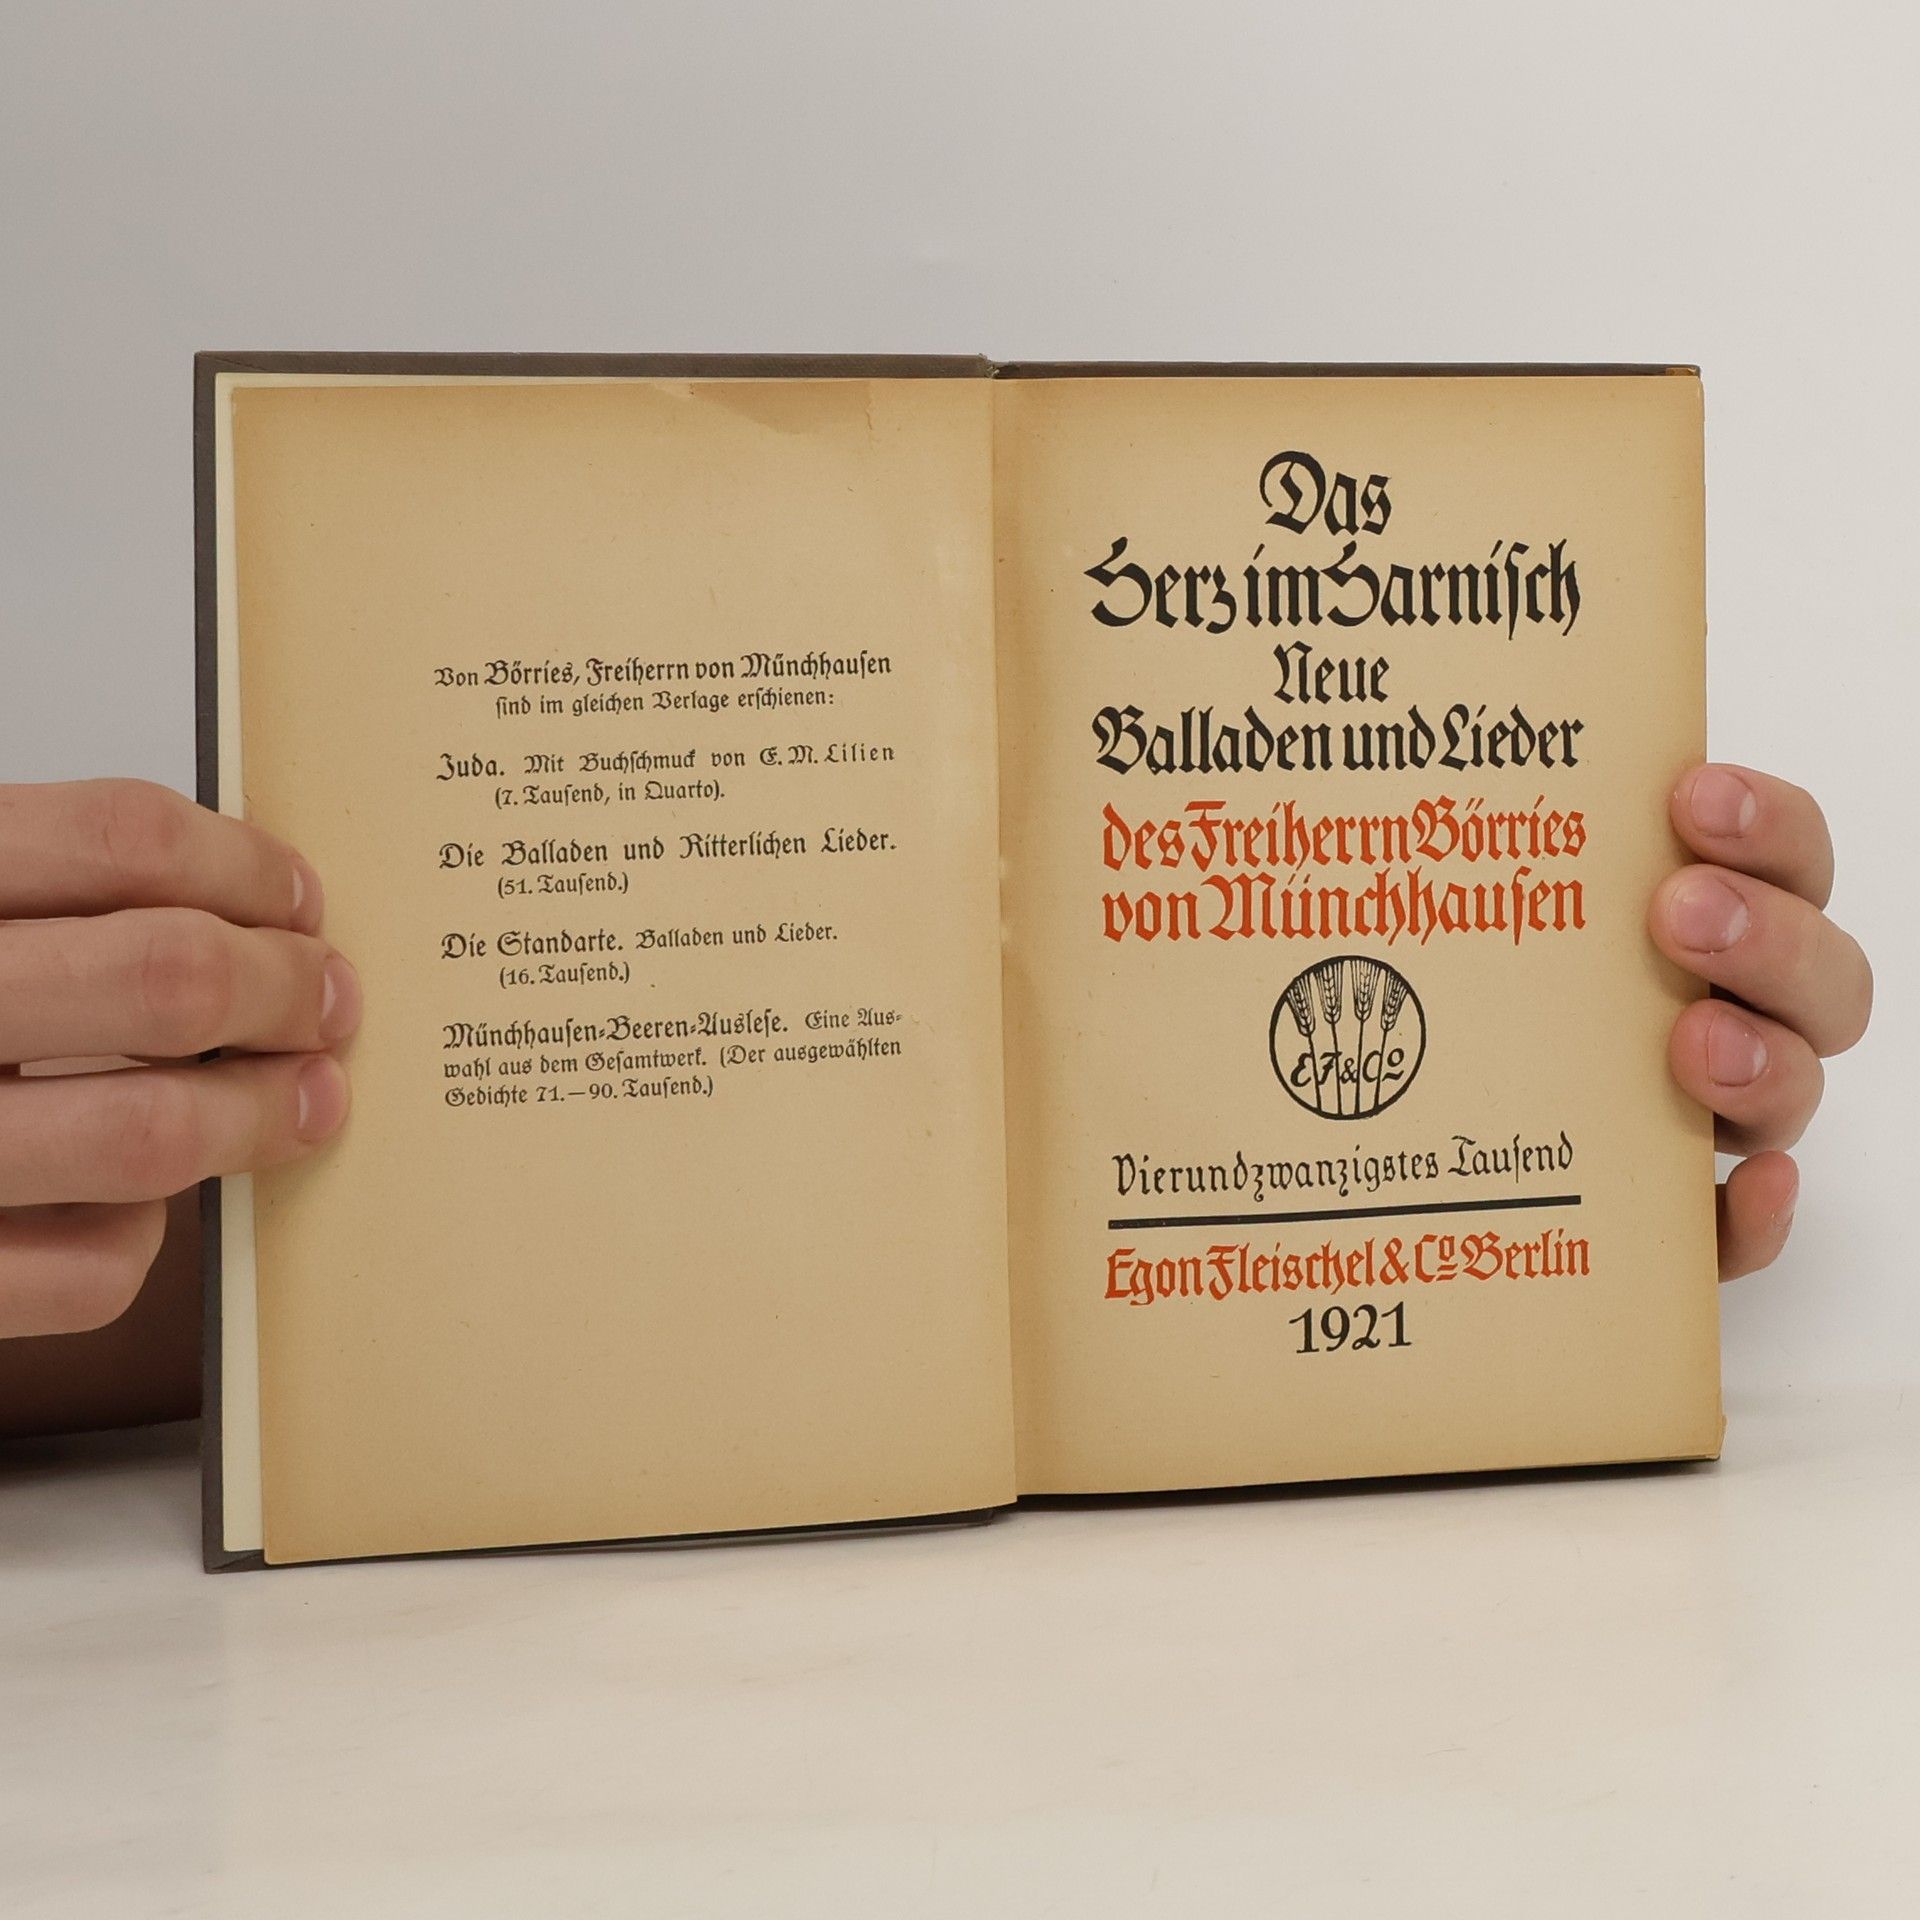 Von Börries, Freiherrn von Münchhauſen
ſind im gleichen Verlage erſchienen:
Juda. Mit Buchſchmuck von E. M. Lilien
(7. Tauſend, in Quarto).
Die Balladen und Ritterlichen Lieder.
(51. Tauſend.)
Die Standarte. Balladen und Lieder.
(16. Tauſend.)
Münchhauſen-Beeren-Ausleſe. Eine Aus-
wahl aus dem Geſamtwerk. (Der ausgewählten
Gedichte 71.—90. Tauſend.)
Das
Herz im Harniſch
Neue
Balladen und Lieder
des Freiherrn Börries
von Münchhauſen
EF&Co
Vierundzwanzigstes Tauſend
Egon Fleischel & Co Berlin
1921